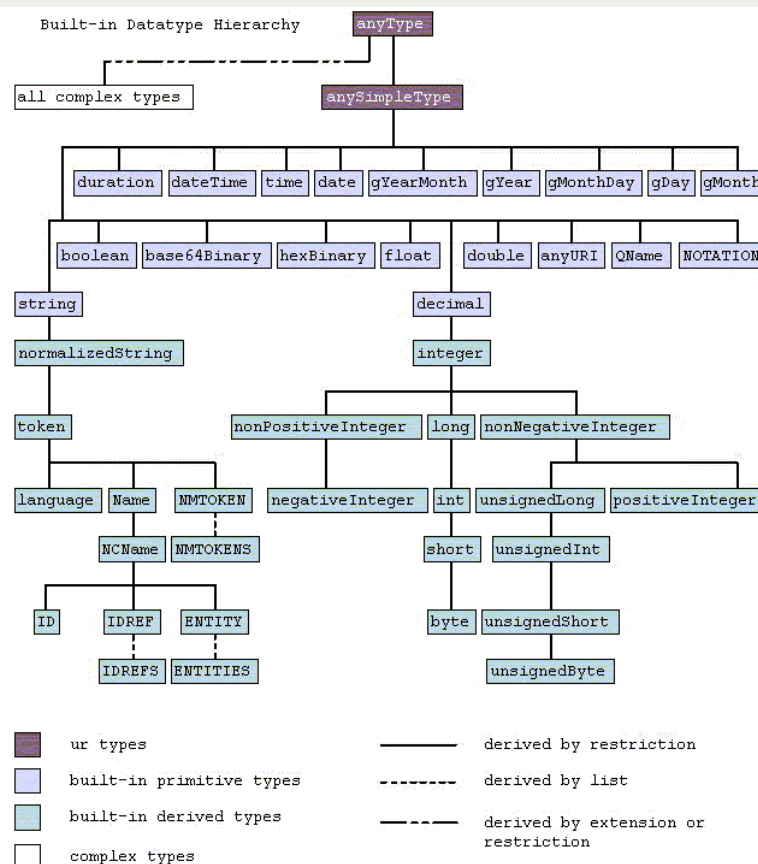 Built-in Datatype Hierarchy
anyType
all complex types
anySimpleType
duration
dateTime
time
date
gYearMonth
gYear
gMonthDay
gDay
gMonth
boolean
base64Binary
hexBinary
float
double
anyURI
QName
NOTATION
string
decimal
normalizedString
integer
token
nonPositiveInteger
long
nonNegativeInteger
language
Name
NMTOKEN
negativeInteger
int
unsignedLong
positiveInteger
NCName
NMTOKENS
short
unsignedInt
ID
IDREF
ENTITY
byte
unsignedShort
IDREFS
ENTITIES
unsignedByte
ur types
derived by restriction
built-in primitive types
derived by list
built-in derived types
derived by extension or
restriction
complex types